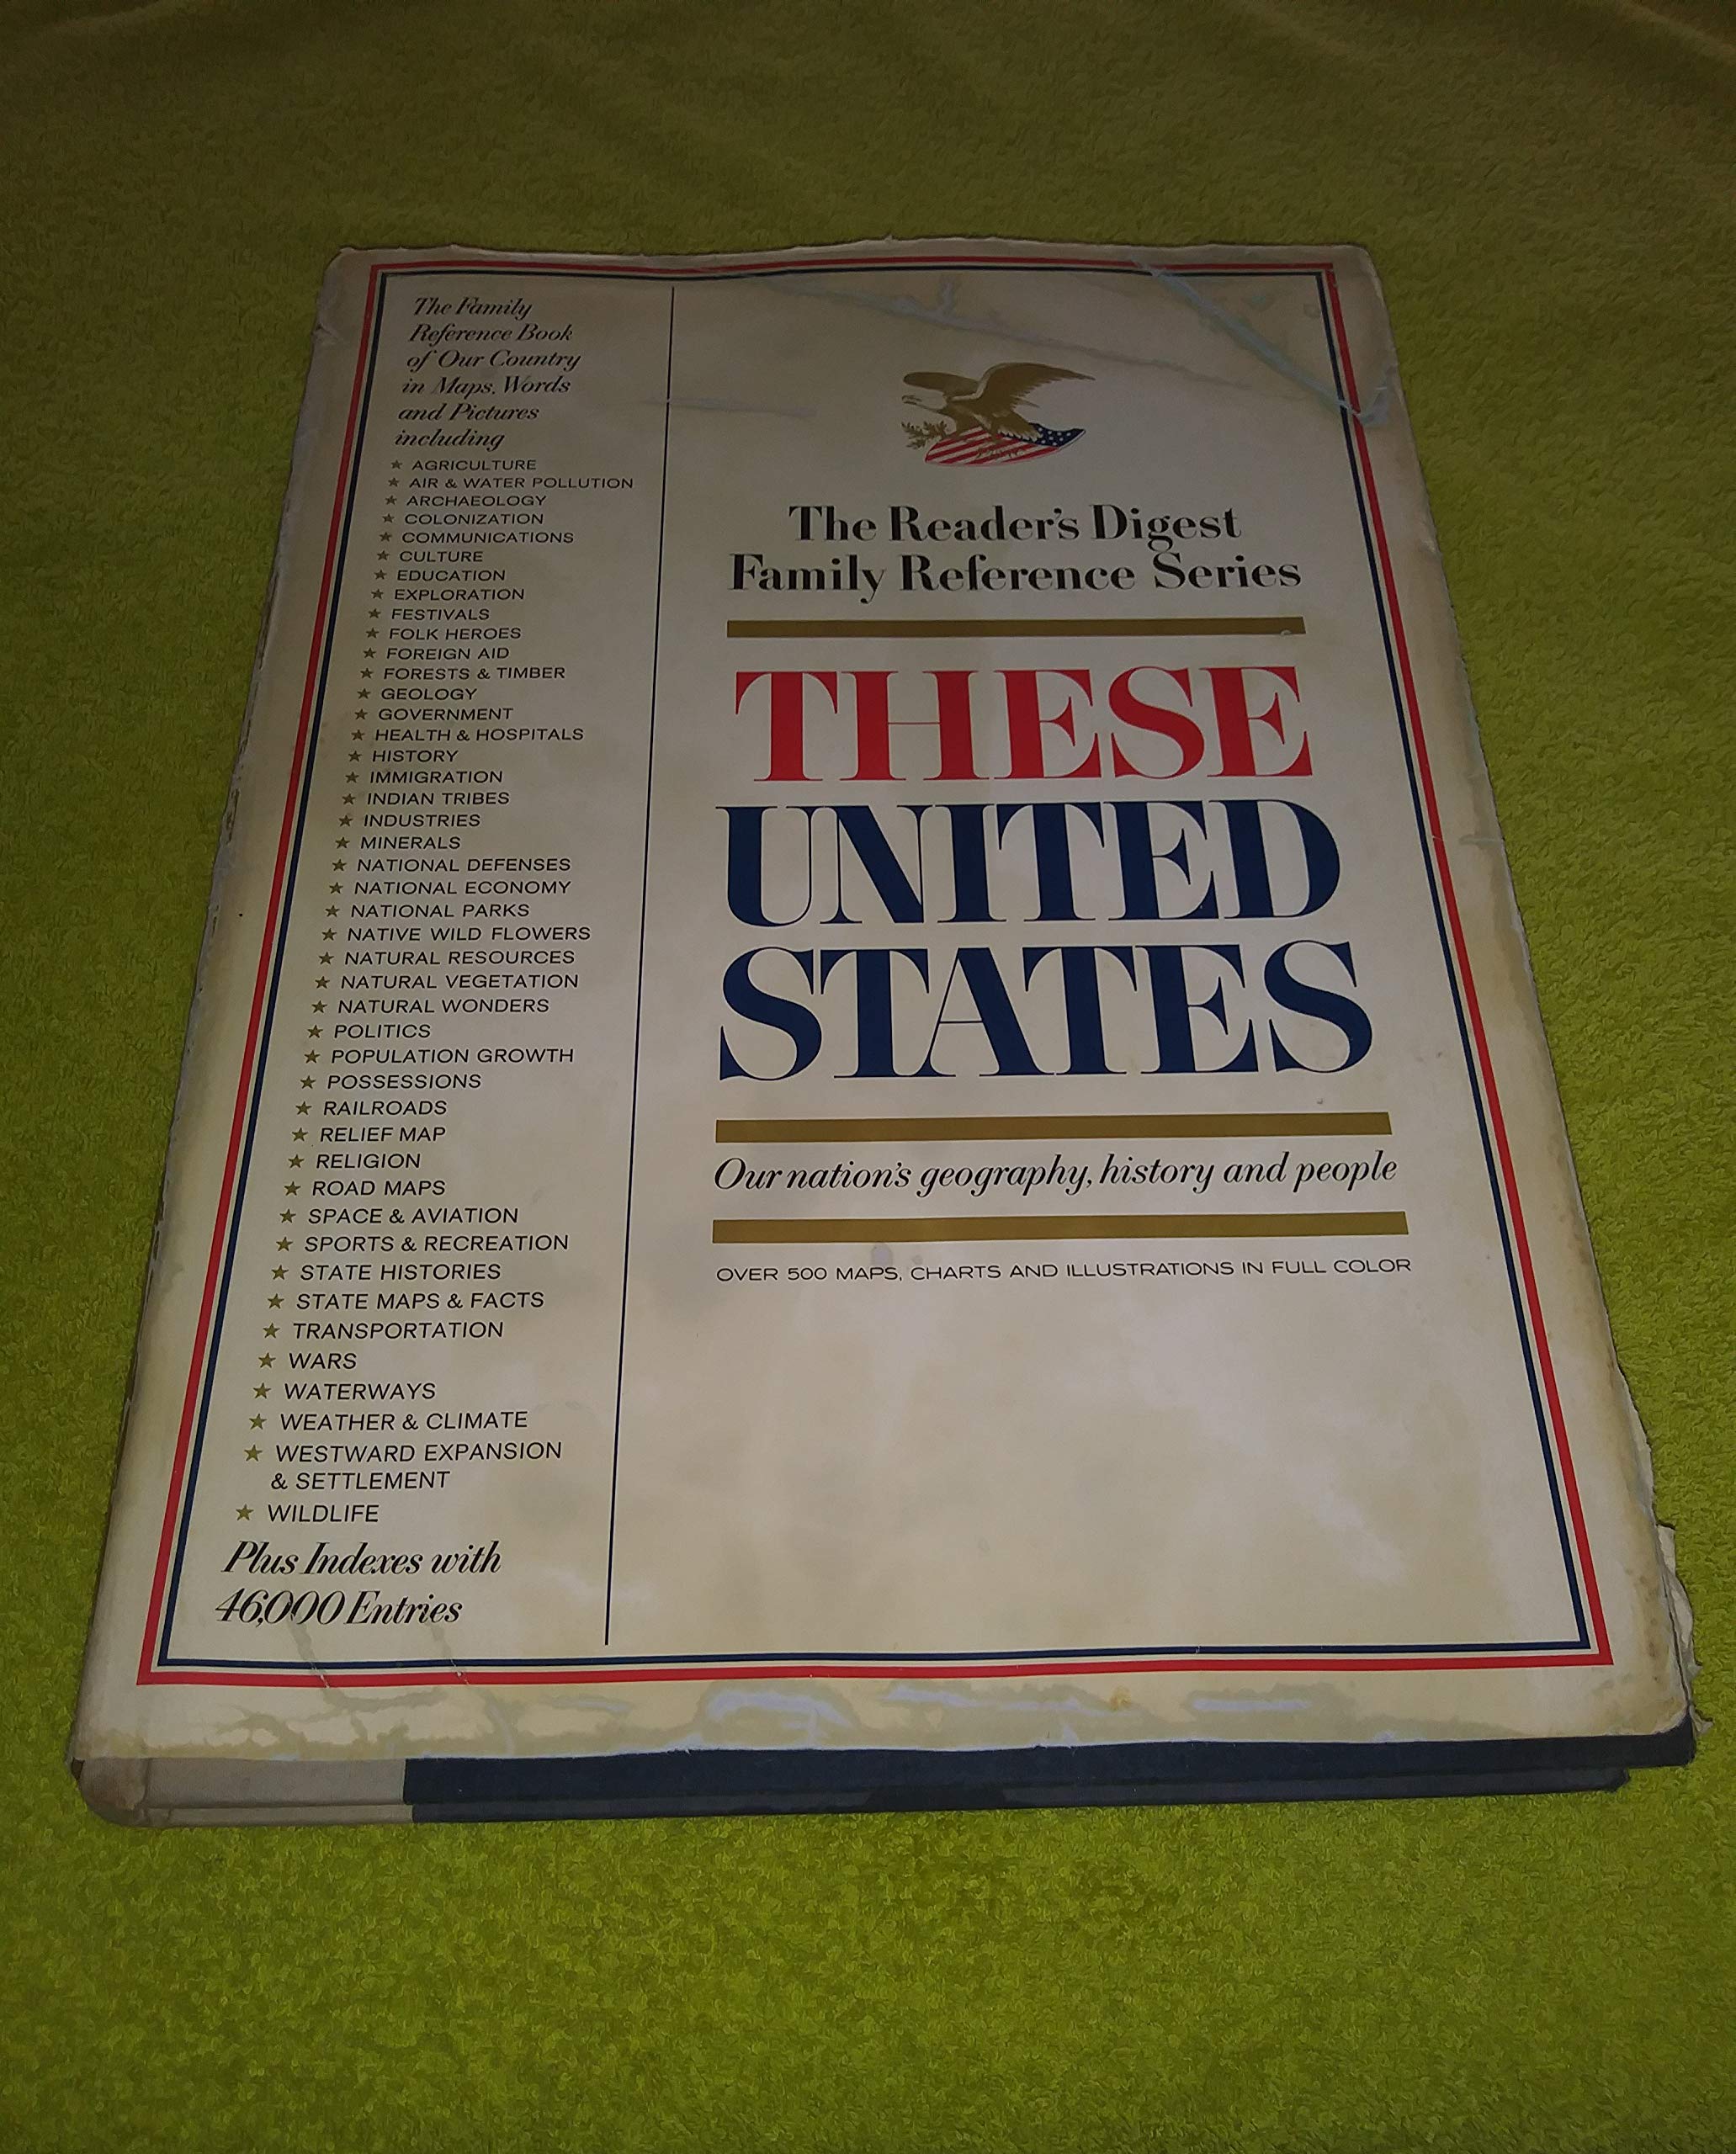 The Family
Reference Book
of Our Country
in Maps, Words
and Pictures
including
★ AGRICULTURE
★ AIR & WATER POLLUTION
★ ARCHAEOLOGY
★ COLONIZATION
★ COMMUNICATIONS
★ CULTURE
★ EDUCATION
★ EXPLORATION
★ FESTIVALS
★ FOLK HEROES
★ FOREIGN AID
★ FORESTS & TIMBER
★ GEOLOGY
★ GOVERNMENT
★ HEALTH & HOSPITALS
★ HISTORY
★ IMMIGRATION
★ INDIAN TRIBES
★ INDUSTRIES
★ MINERALS
★ NATIONAL DEFENSES
★ NATIONAL ECONOMY
★ NATIONAL PARKS
★ NATIVE WILD FLOWERS
★ NATURAL RESOURCES
★ NATURAL VEGETATION
★ NATURAL WONDERS
★ POLITICS
★ POPULATION GROWTH
★ POSSESSIONS
★ RAILROADS
★ RELIEF MAP
★ RELIGION
★ ROAD MAPS
★ SPACE & AVIATION
★ SPORTS & RECREATION
★ STATE HISTORIES
★ STATE MAPS & FACTS
★ TRANSPORTATION
★ WARS
★ WATERWAYS
★ WEATHER & CLIMATE
★ WESTWARD EXPANSION
& SETTLEMENT
★ WILDLIFE
Plus Indexes with
46,000 Entries
The Reader's Digest
Family Reference Series
THESE
UNITED
STATES
Our nation's geography, history and people
OVER 500 MAPS, CHARTS AND ILLUSTRATIONS IN FULL COLOR